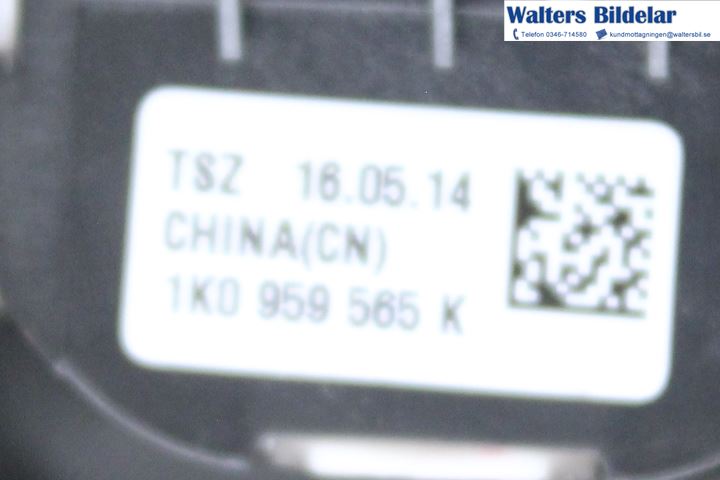 Walters Bildelar
Telefon 0346-714580 kundmottagningen@waltersbil.se
TSZ 16.05.14
CHINA(CN)
1K0 959 565 K